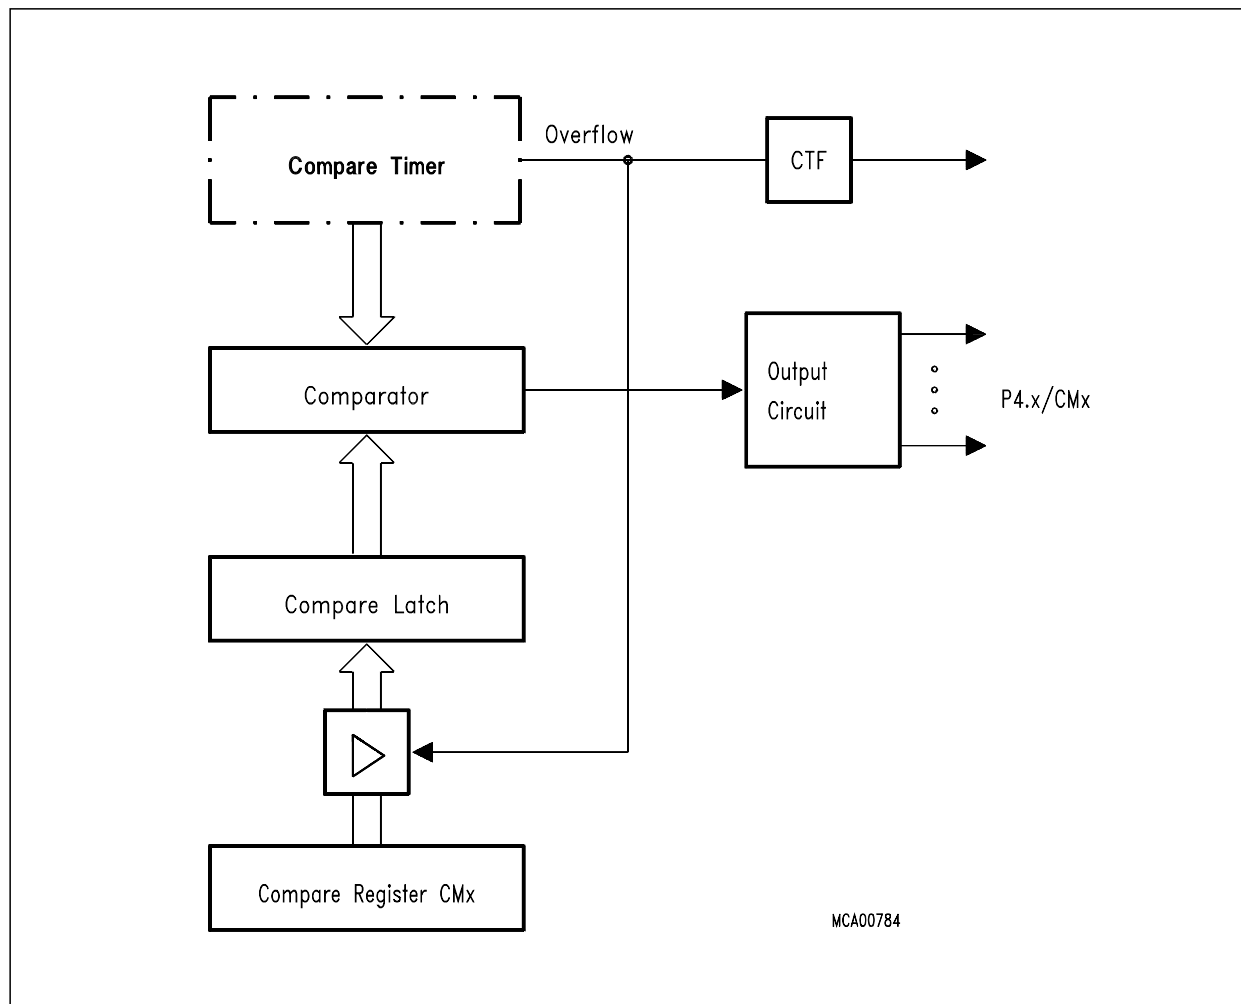 Overflow
Compare Timer
CTF
Comparator
Output
Circuit
P4.x/CMx
Compare Latch
Compare Register CMx
MCA00784